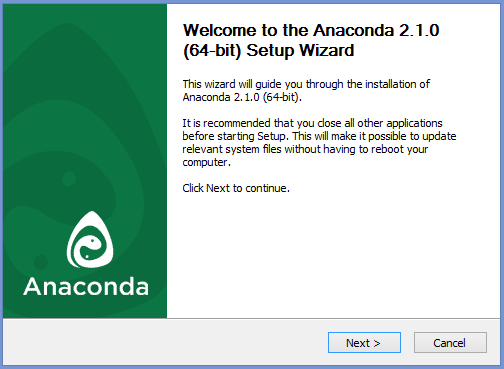 Welcome to the Anaconda 2.1.0
(64-bit) Setup Wizard
This wizard will guide you through the installation of
Anaconda 2.1.0 (64-bit).
It is recommended that you close all other applications
before starting Setup. This will make it possible to update
relevant system files without having to reboot your
computer.
Click Next to continue.
Anaconda
Next >
Cancel